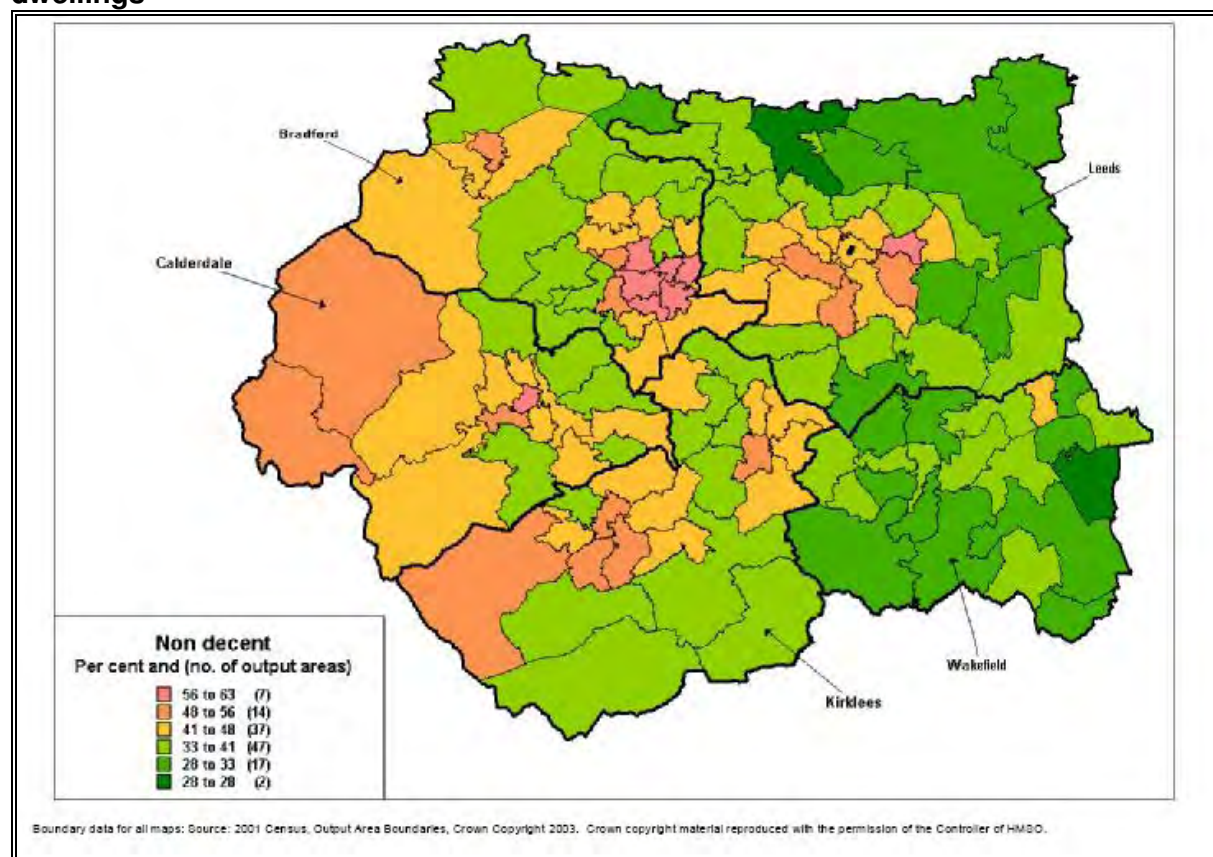 dwellings
Bradford
Leeds
Calderdale
Non decent
Per cent and (no. of output areas)
56 to 63 (7)
48 to 56 (14)
41 to 48 (37)
33 to 41 (47)
28 to 33 (17)
28 to 28 (2)
Wakefield
Kirklees
Boundary data for all maps: Source: 2001 Census, Output Area Boundaries, Crown Copyright 2003. Crown copyright material reproduced with the permission of the Controller of HMSO.